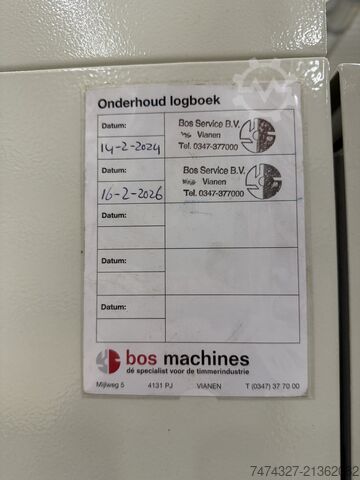 Onderhoud logboek
Datum:
14-2-2024
Bos Service B.V.
Vianen
Tel. 0347-377000
Datum:
16-2-2026
Bos Service B.V.
Vianen
Tel. 0347-377000
Datum:
Datum:
Datum:
bos machines
dé specialist voor de timmerindustrie
Mijlweg 5 4131 PJ VIANEN T (0347) 37 70 00
7474327-21362032